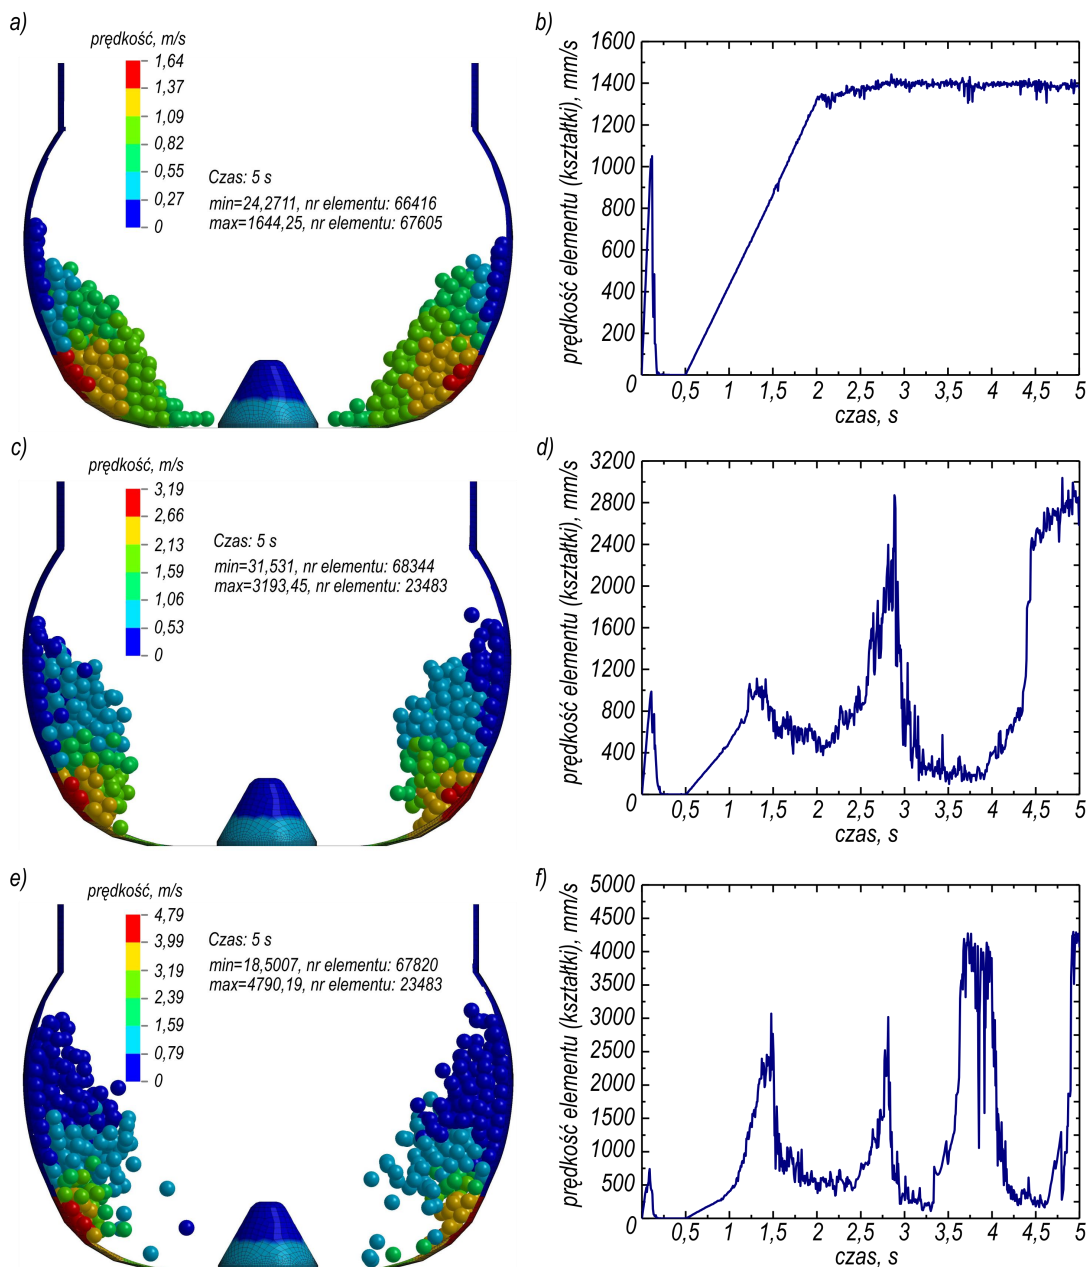 a)
prędkość, m/s
1,64
1,37
1,09
0,82
0,55
0,27
0
Czas: 5 s
min=24,2711, nr elementu: 66416
max=1644,25, nr elementu: 67605
b)
prędkość elementu (kształtki), mm/s
1600
1400
1200
1000
800
600
400
200
0
0,5 1 1,5 2 2,5 3 3,5 4 4,5 5
czas, s
c)
prędkość, m/s
3,19
2,66
2,13
1,59
1,06
0,53
0
Czas: 5 s
min=31,531, nr elementu: 68344
max=3193,45, nr elementu: 23483
d)
prędkość elementu (kształtki), mm/s
3200
2800
2400
2000
1600
1200
800
400
0
0,5 1 1,5 2 2,5 3 3,5 4 4,5 5
czas, s
e)
prędkość, m/s
4,79
3,99
3,19
2,39
1,59
0,79
0
Czas: 5 s
min=18,5007, nr elementu: 67820
max=4790,19, nr elementu: 23483
f)
prędkość elementu (kształtki), mm/s
5000
4500
4000
3500
3000
2500
2000
1500
1000
500
0
0,5 1 1,5 2 2,5 3 3,5 4 4,5 5
czas, s